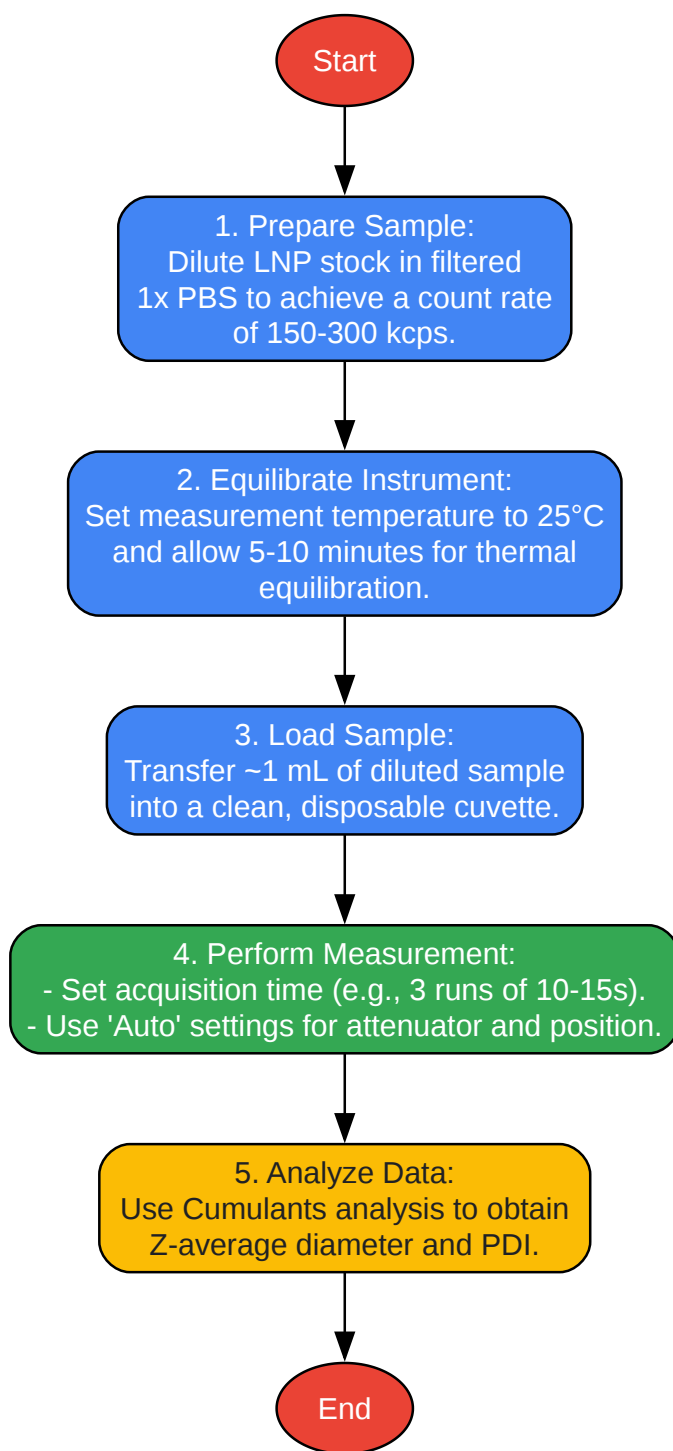 Start
1. Prepare Sample:
Dilute LNP stock in filtered
1x PBS to achieve a count rate
of 150-300 kcps.
2. Equilibrate Instrument:
Set measurement temperature to 25°C
and allow 5-10 minutes for thermal
equilibration.
3. Load Sample:
Transfer ~1 mL of diluted sample
into a clean, disposable cuvette.
4. Perform Measurement:
- Set acquisition time (e.g., 3 runs of 10-15s).
- Use 'Auto' settings for attenuator and position.
5. Analyze Data:
Use Cumulants analysis to obtain
Z-average diameter and PDI.
End